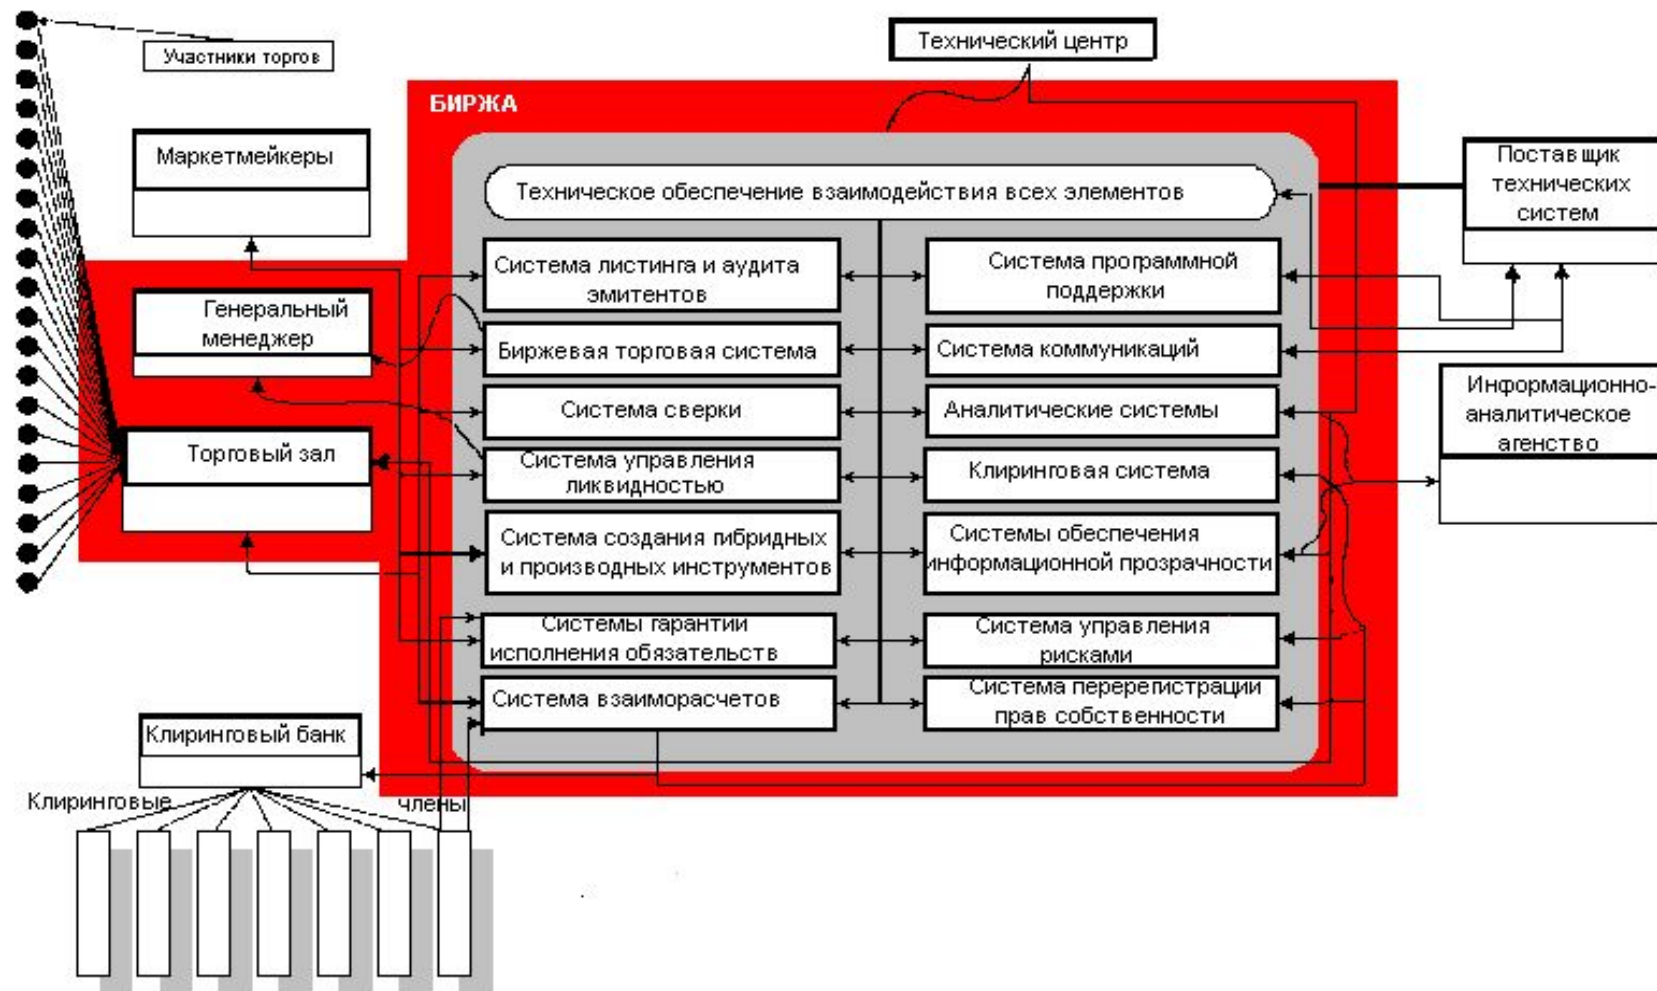 Технический центр
Участники торгов
БИРЖА
Маркетмейкеры
Поставщик
технических
систем
Техническое обеспечение взаимодействия всех элементов
Система листинга и аудита
эмитентов
Система программной
поддержки
Генеральный
менеджер
Биржевая торговая система
Система коммуникаций
Информационно-
аналитическое
агенство
Система сверки
Аналитические системы
Торговый зал
Система управления
ликвидностью
Клиринговая система
Система создания гибридных
и производных инструментов
Системы обеспечения
информационной прозрачности
Системы гарантии
исполнения обязательств
Система управления
рисками
Система взаиморасчетов
Система перерегистрации
прав собственности
Клиринговый банк
Клиринговые члены